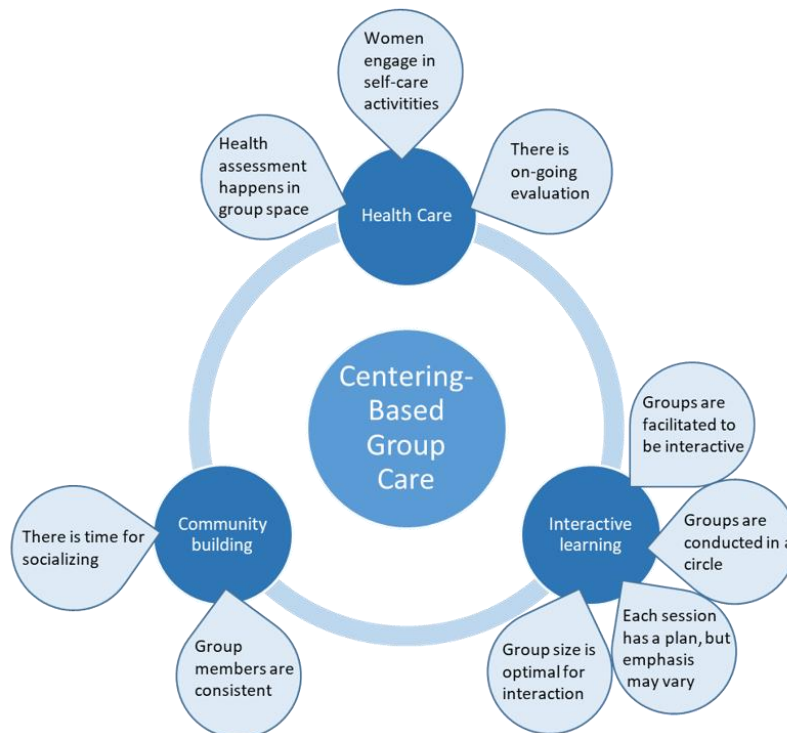 Women
engage in
self-care
activitities
Health
assessment
happens in
group space
There is
on-going
evaluation
Health Care
Centering-
Based
Group
Care
Groups are
facilitated to
be interactive
Community
building
Interactive
learning
There is time for
socializing
Groups are
conducted in a
circle
Group
members are
consistent
Group size is
optimal for
interaction
Each session
has a plan, but
emphasis
may vary